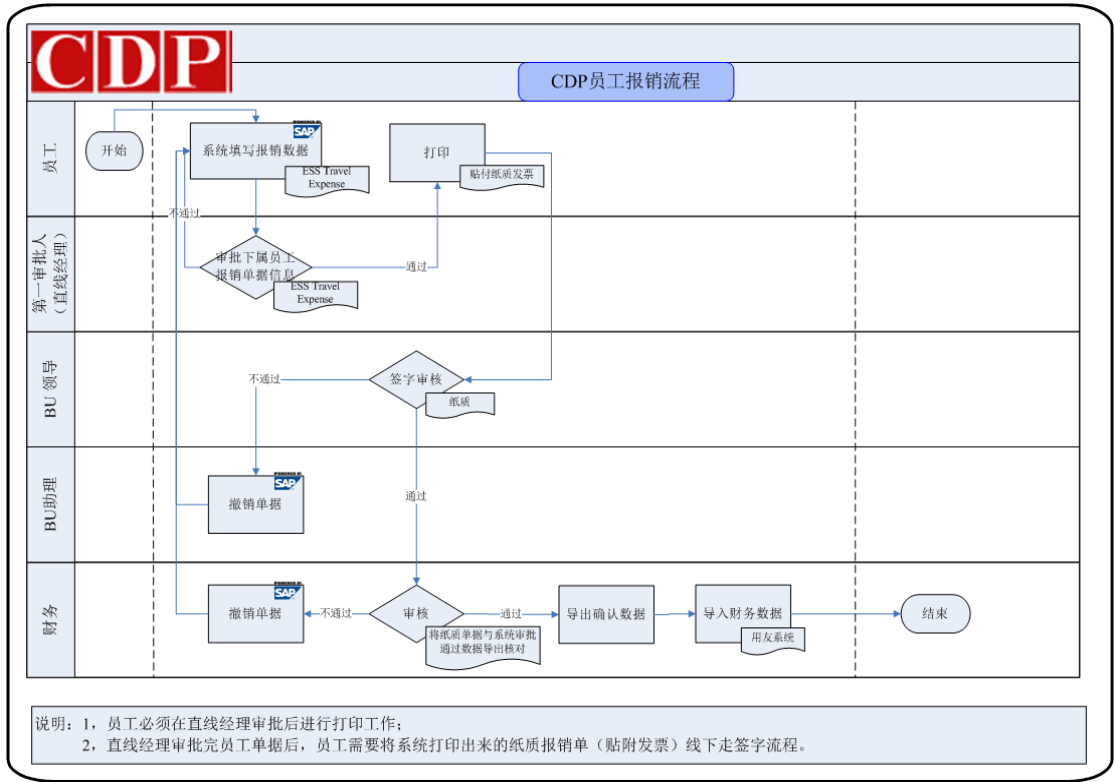 CDP
CDP员工报销流程
员工
开始
系统填写报销数据
SAP
ESS Travel
Expense
打印
贴付纸质发票
不通过
第一审批人
（直线经理）
审批下属员工
报销单据信息
ESS Travel
Expense
通过
BU 领导
不通过
签字审核
纸质
BU助理
SAP
撤销单据
通过
财务
SAP
撤销单据
不通过
审核
将纸质单据与系统审批
通过数据导出核对
通过
导出确认数据
导入财务数据
用友系统
结束
说明：1，员工必须在直线经理审批后进行打印工作；
2，直线经理审批完员工单据后，员工需要将系统打印出来的纸质报销单（贴附发票）线下走签字流程。